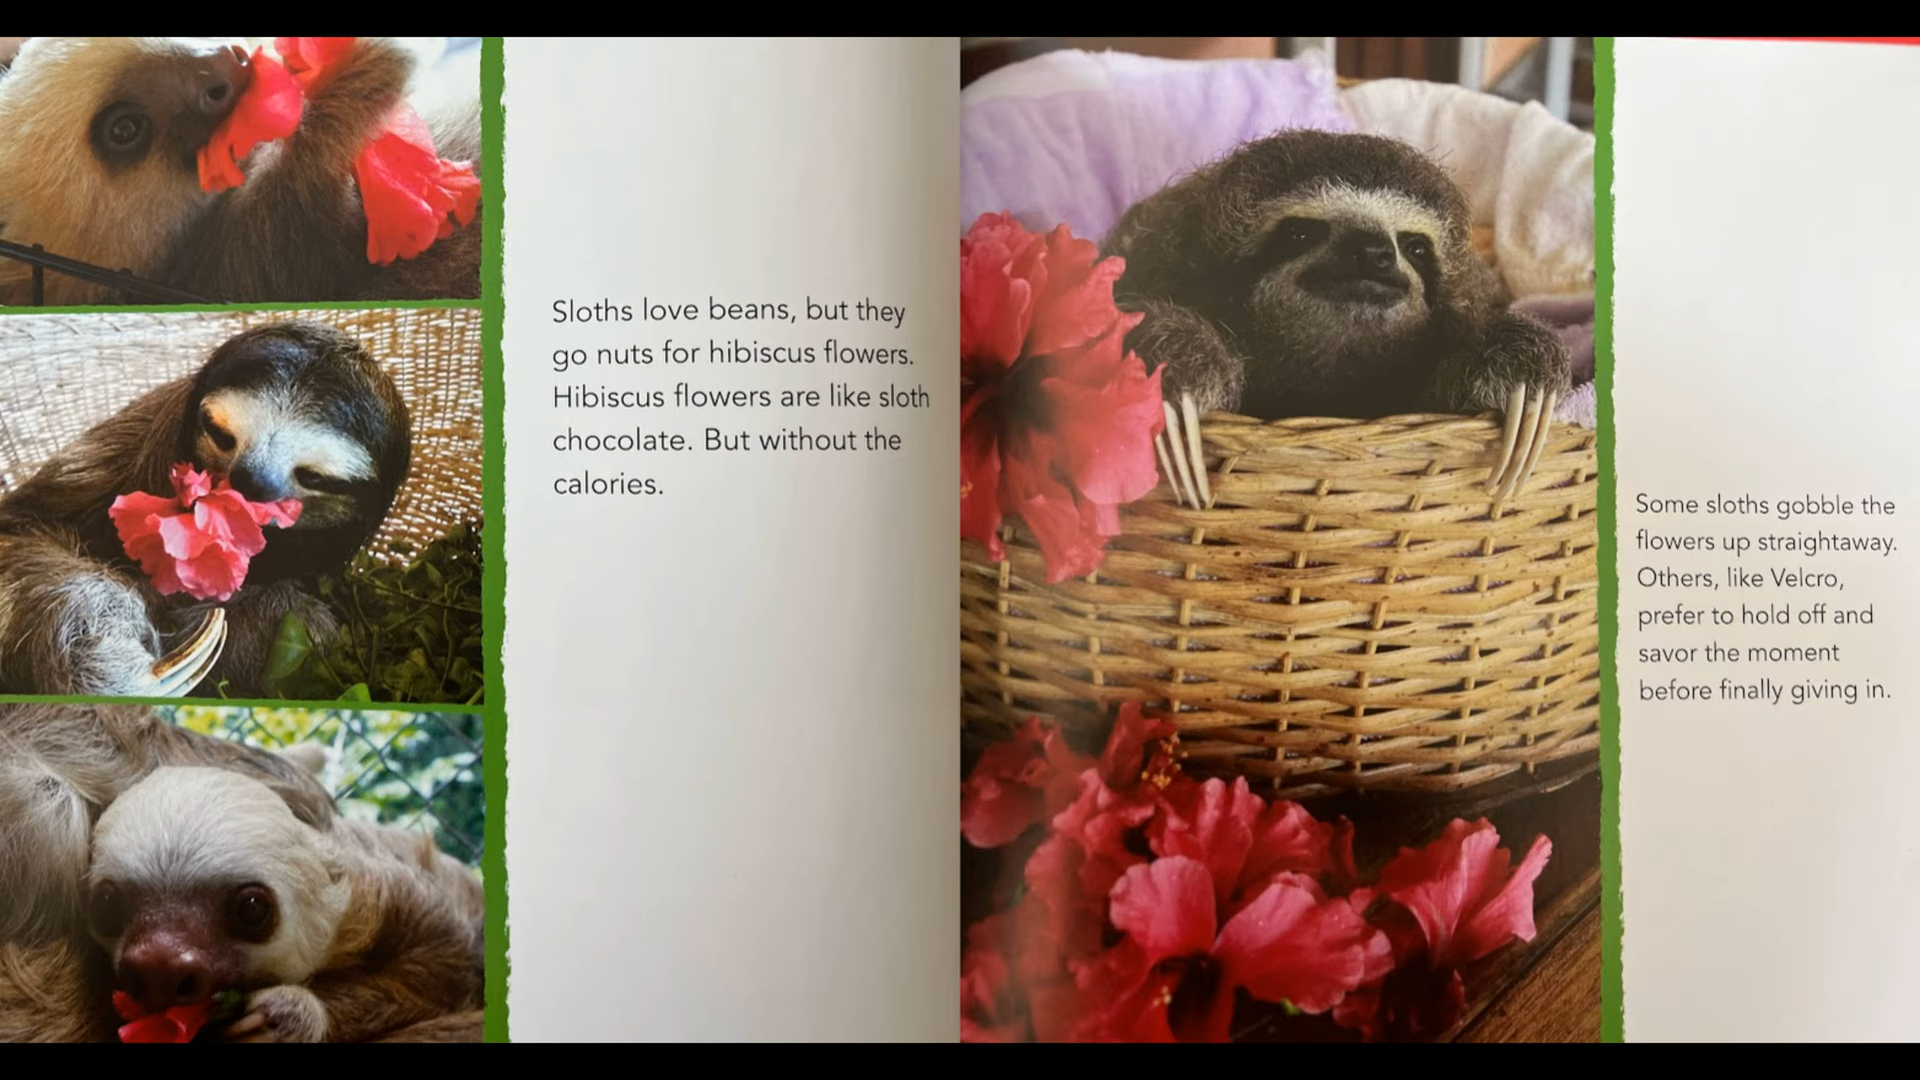 Sloths love beans, but they
go nuts for hibiscus flowers.
Hibiscus flowers are like sloth
chocolate. But without the
calories.
Some sloths gobble the
flowers up straightaway.
Others, like Velcro,
prefer to hold off and
savor the moment
before finally giving in.